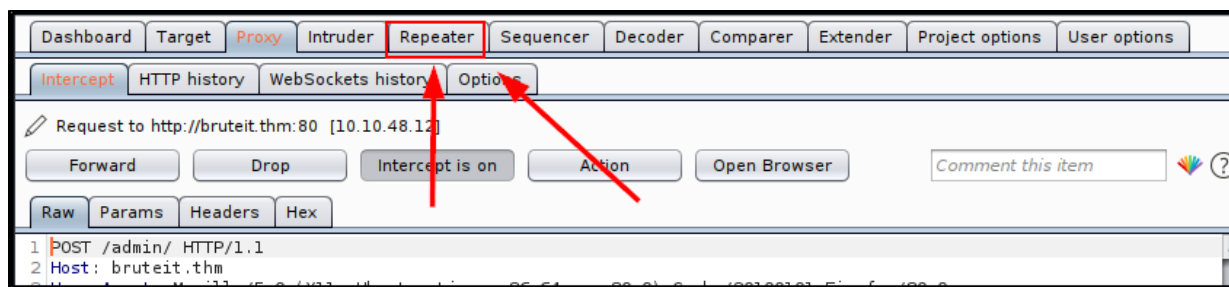 Dashboard Target Proxy Intruder Repeater Sequencer Decoder Comparer Extender Project options User options
Intercept HTTP history WebSockets history Options
Request to http://bruteit.thm:80 [10.10.48.12]
Forward Drop Intercept is on Action Open Browser Comment this item ?
Raw Params Headers Hex
1 POST /admin/ HTTP/1.1
2 Host: bruteit.thm